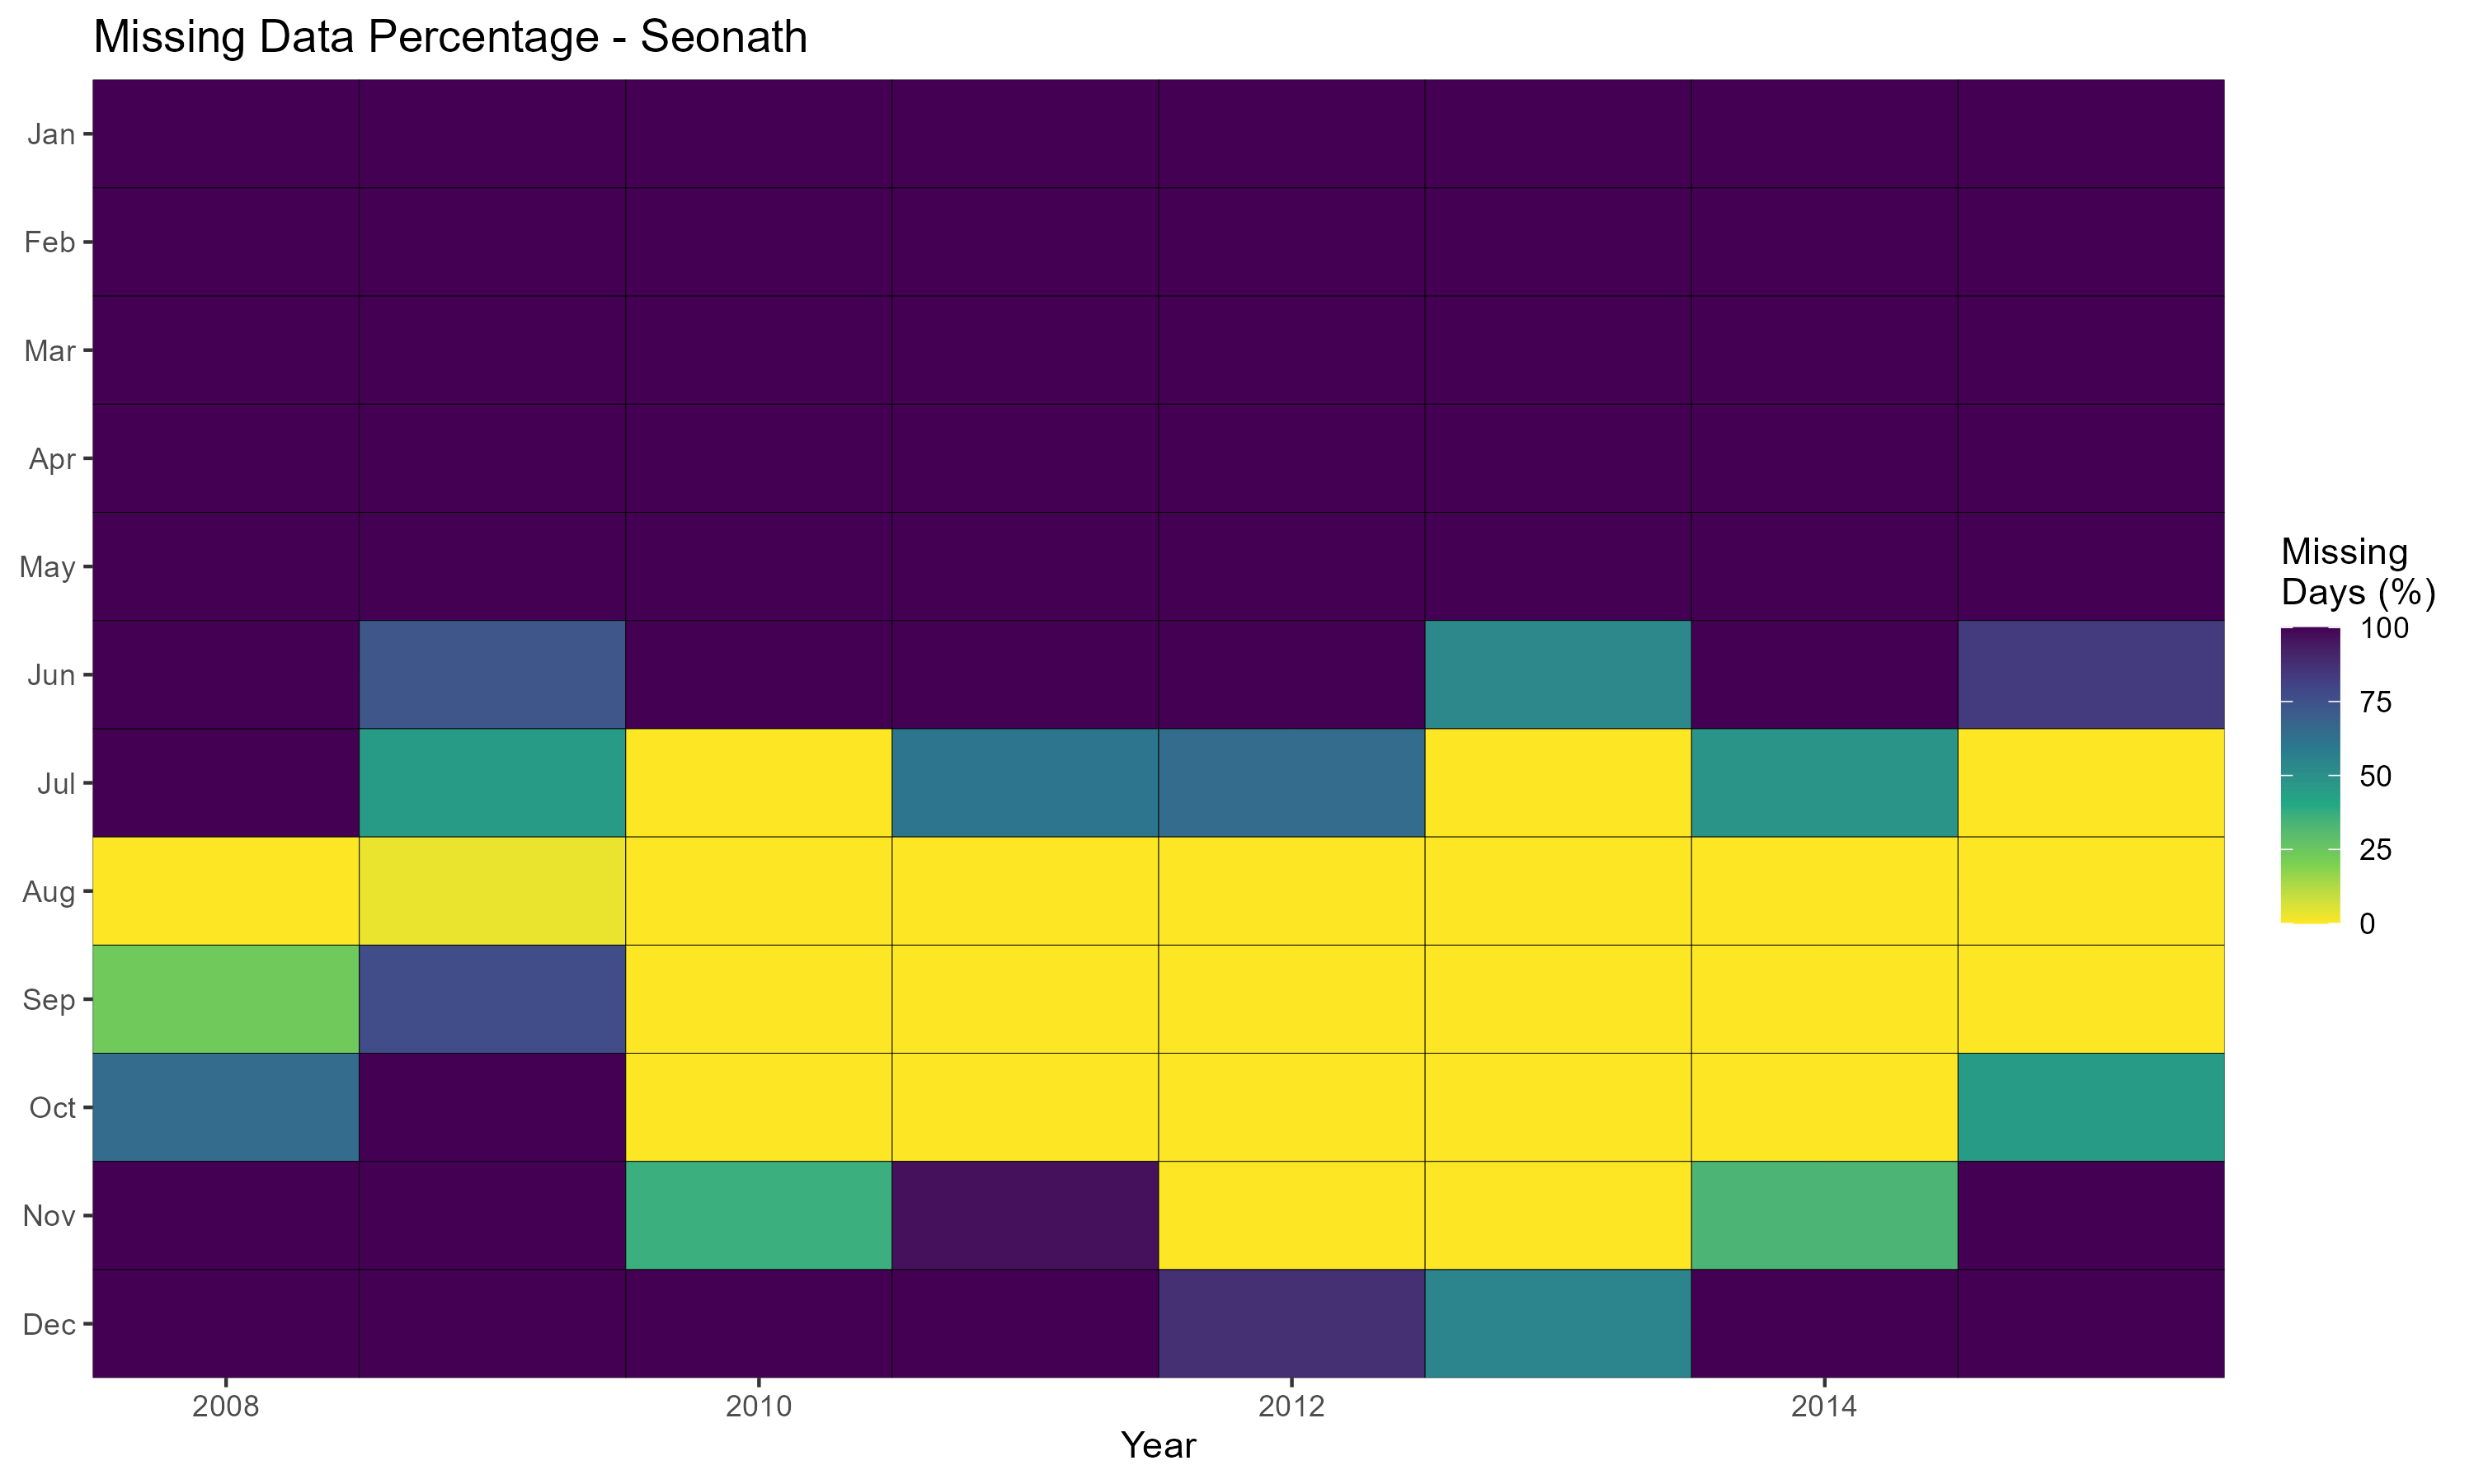 Missing Data Percentage - Seonath
Jan
Feb
Mar
Apr
May
Jun
Jul
Aug
Sep
Oct
Nov
Dec
2008 2010 2012 2014
Year
Missing
Days (%)
100
75
50
25
0